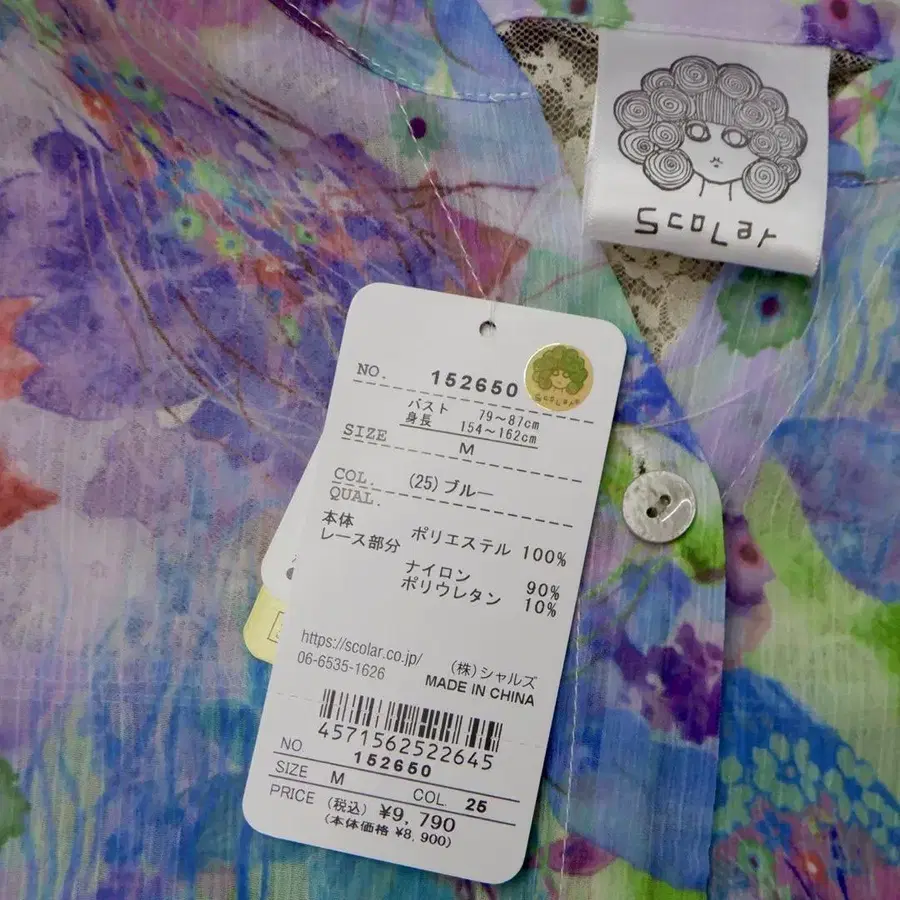 ScoLar
NO. 152650
ScoLar
バスト 79～87cm
身長 154～162cm
SIZE M
COL. (25)ブルー
QUAL.
本体 ポリエステル 100%
レース部分
ナイロン 90%
ポリウレタン 10%
https://scolar.co.jp/
06-6535-1626
(株)シャルズ
MADE IN CHINA
4571562522645
NO. 152650
SIZE M COL. 25
PRICE (税込) ¥9,790
(本体価格 ¥8,900)